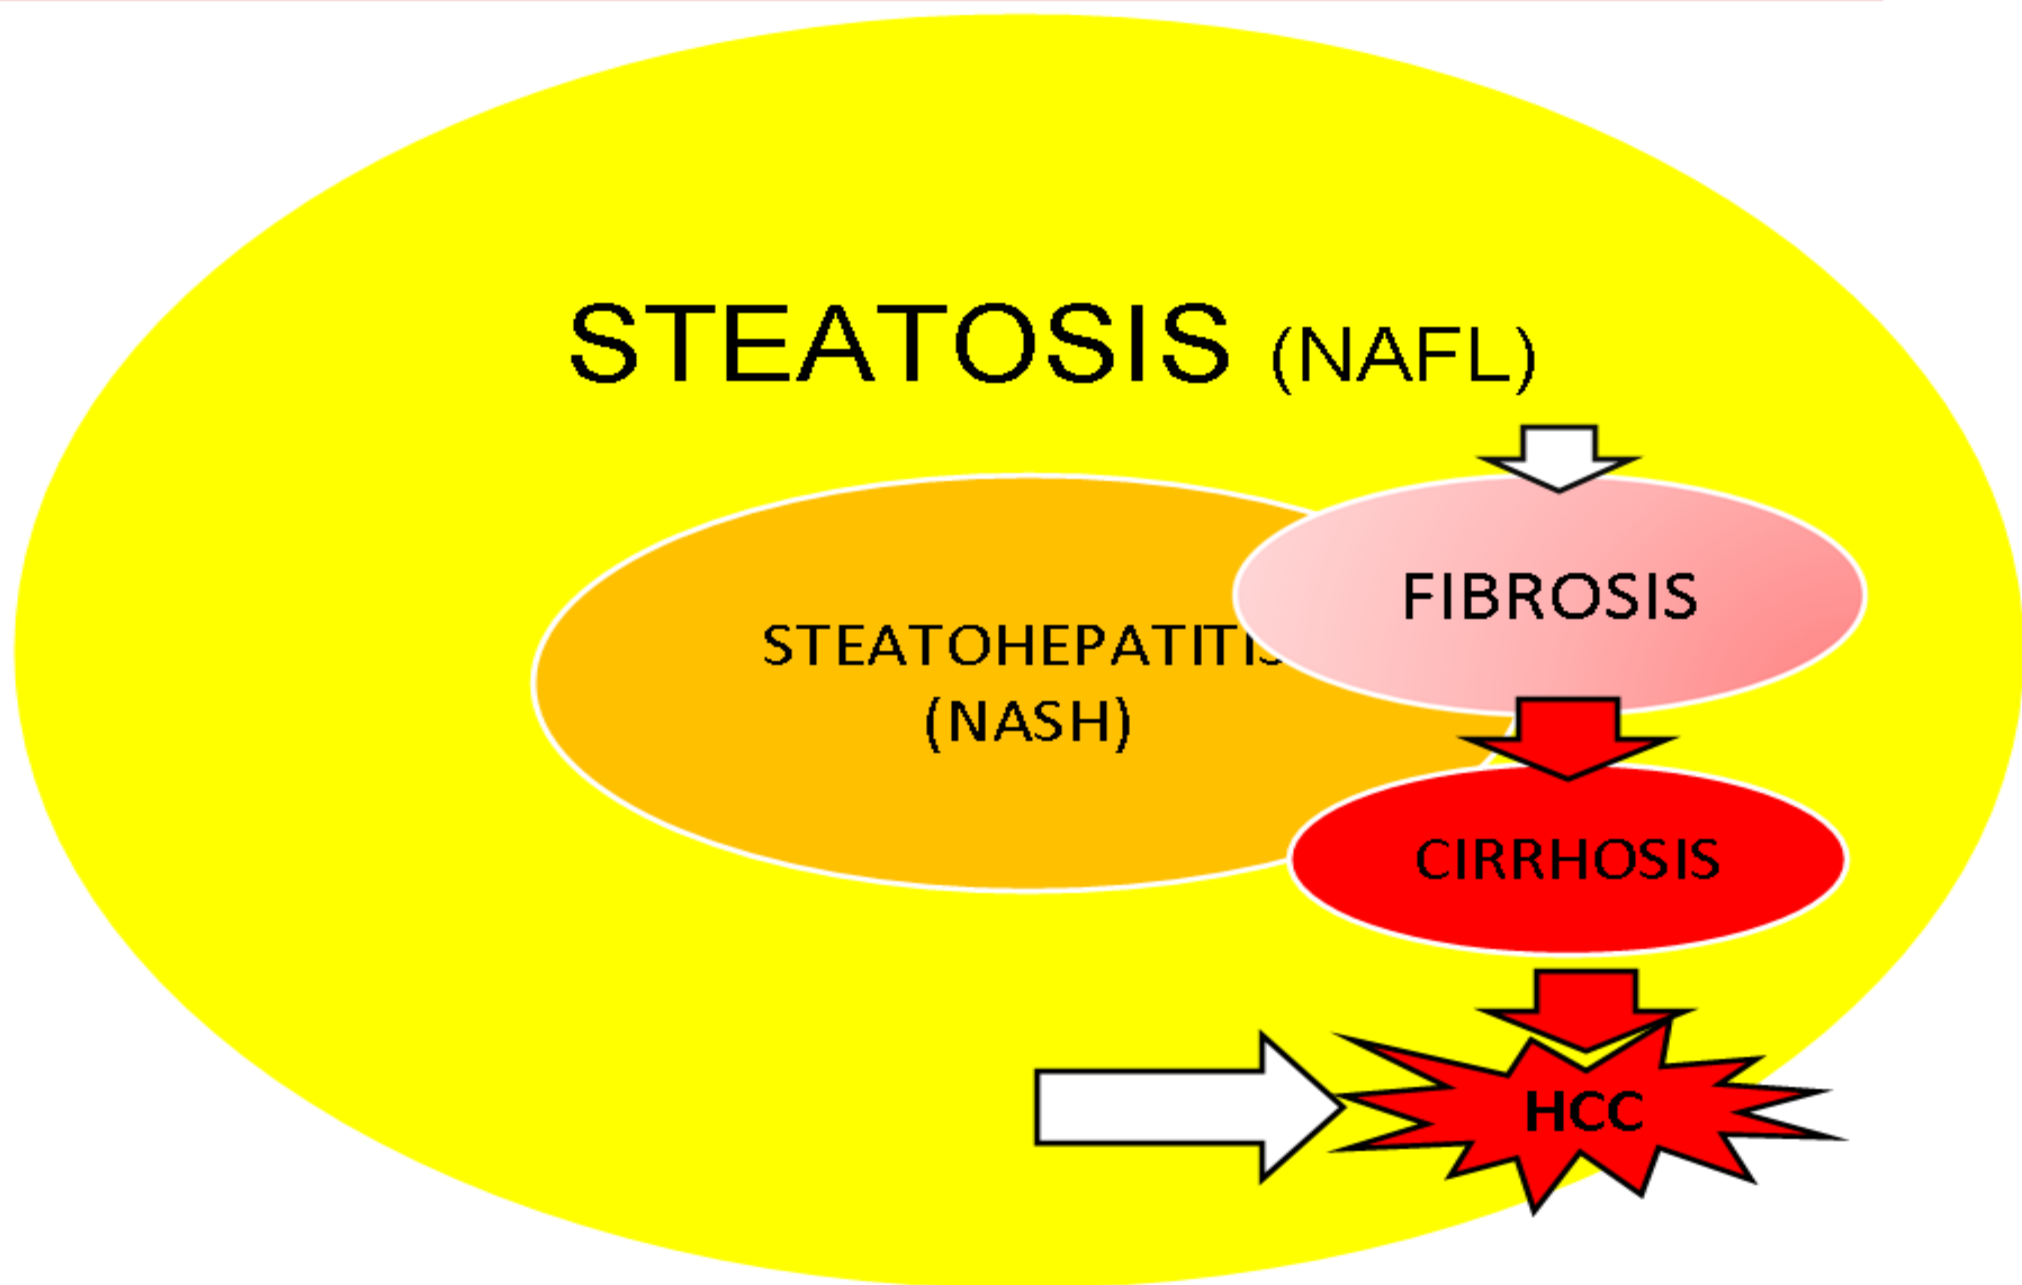 STEATOSIS (NAFL)
FIBROSIS
STEATOHEPATITIS
(NASH)
CIRRHOSIS
HCC